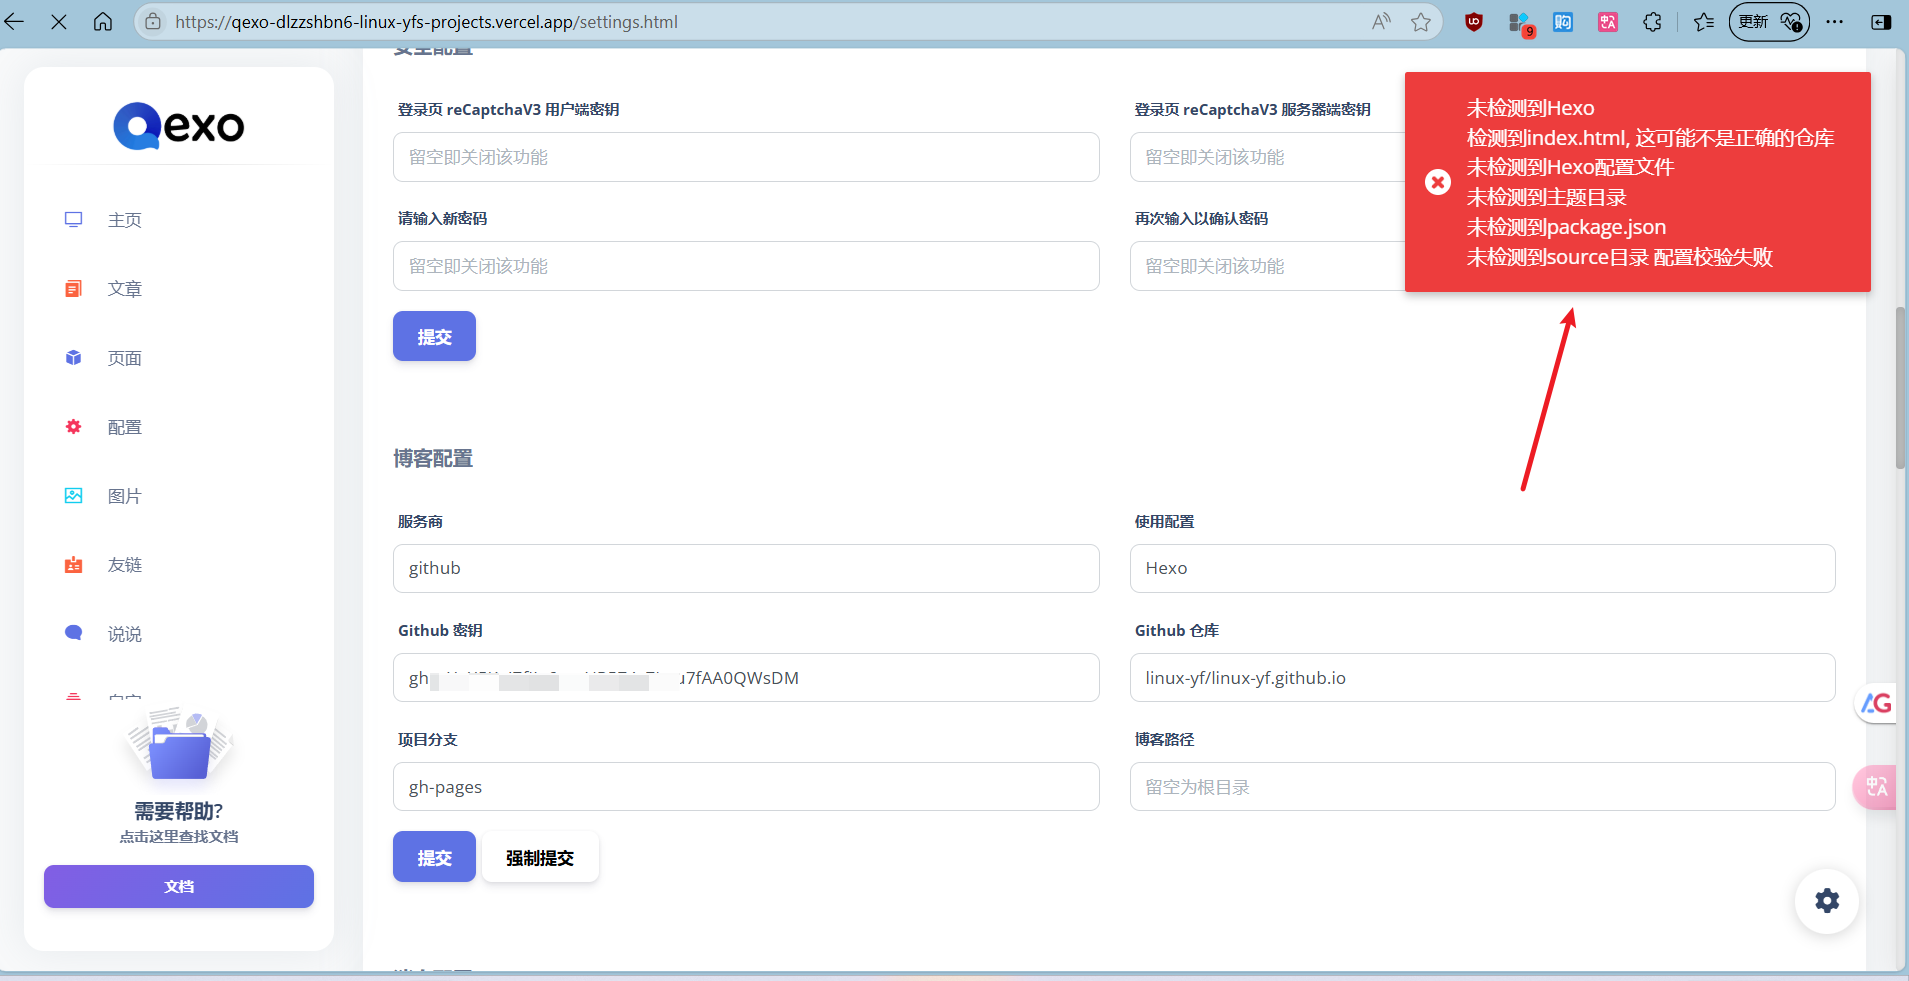 https://qexo-dlzzshbn6-linux-yfs-projects.vercel.app/settings.html
更新
9
安全配置
exo
主页
文章
页面
配置
图片
友链
说说
需要帮助?
点击这里查找文档
文档
登录页 reCaptchaV3 用户端密钥
登录页 reCaptchaV3 服务器端密钥
留空即关闭该功能
留空即关闭该功能
请输入新密码
再次输入以确认密码
留空即关闭该功能
留空即关闭该功能
提交
未检测到Hexo
检测到index.html, 这可能不是正确的仓库
未检测到Hexo配置文件
未检测到主题目录
未检测到package.json
未检测到source目录 配置校验失败
博客配置
服务商
使用配置
github
Hexo
Github 密钥
Github 仓库
gh
u7fAA0QWsDM
linux-yf/linux-yf.github.io
项目分支
博客路径
gh-pages
留空为根目录
提交
强制提交